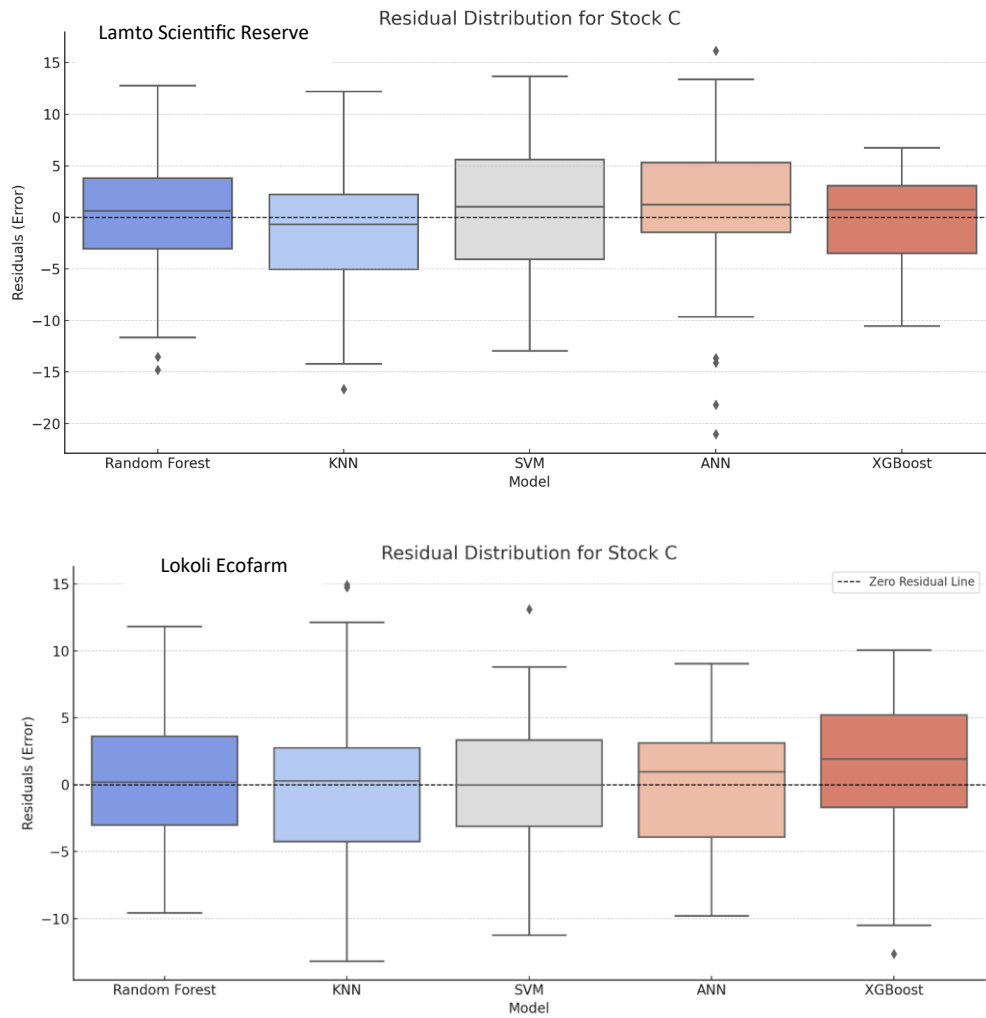 Residual Distribution for Stock C
Lamto Scientific Reserve
Residuals (Error)
15
10
5
0
−5
−10
−15
−20
Random Forest KNN SVM ANN XGBoost
Model
Residual Distribution for Stock C
Lokoli Ecofarm
Zero Residual Line
Residuals (Error)
15
10
5
0
−5
−10
Random Forest KNN SVM ANN XGBoost
Model